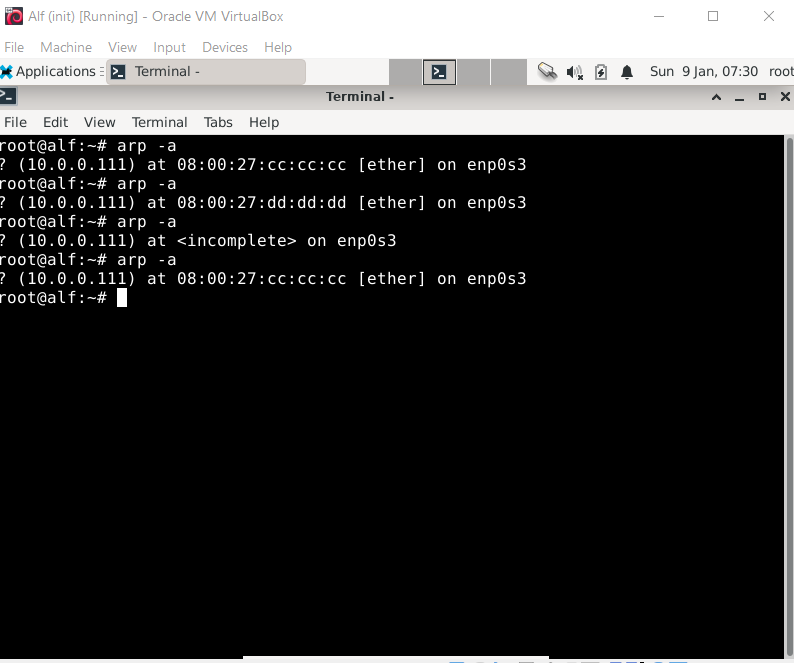 Alf (init) [Running] - Oracle VM VirtualBox
File Machine View Input Devices Help
Applications Terminal - Sun 9 Jan, 07:30 root
Terminal -
File Edit View Terminal Tabs Help
root@alf:~# arp -a
? (10.0.0.111) at 08:00:27:cc:cc:cc [ether] on enp0s3
root@alf:~# arp -a
? (10.0.0.111) at 08:00:27:dd:dd:dd [ether] on enp0s3
root@alf:~# arp -a
? (10.0.0.111) at <incomplete> on enp0s3
root@alf:~# arp -a
? (10.0.0.111) at 08:00:27:cc:cc:cc [ether] on enp0s3
root@alf:~#